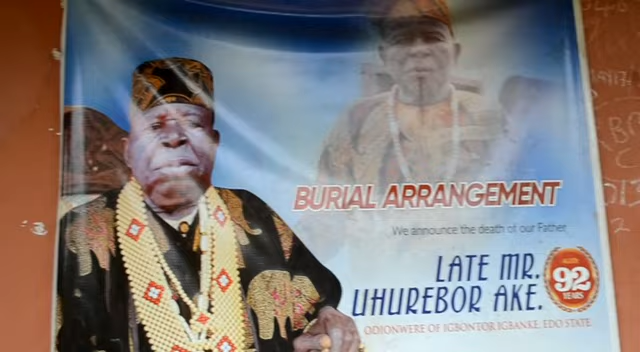 BURIAL ARRANGEMENT
We announce the death of our Father
LATE MR.
UHUREBOR AKE.
92
YEARS
ODIONWERE OF IGBONTOR IGBANKE, EDO STATE